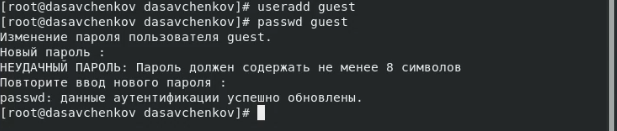 [root@dasavchenkov dasavchenkov]# useradd guest
[root@dasavchenkov dasavchenkov]# passwd guest
Изменение пароля пользователя guest.
Новый пароль :
НЕУДАЧНЫЙ ПАРОЛЬ: Пароль должен содержать не менее 8 символов
Повторите ввод нового пароля :
passwd: данные аутентификации успешно обновлены.
[root@dasavchenkov dasavchenkov]#